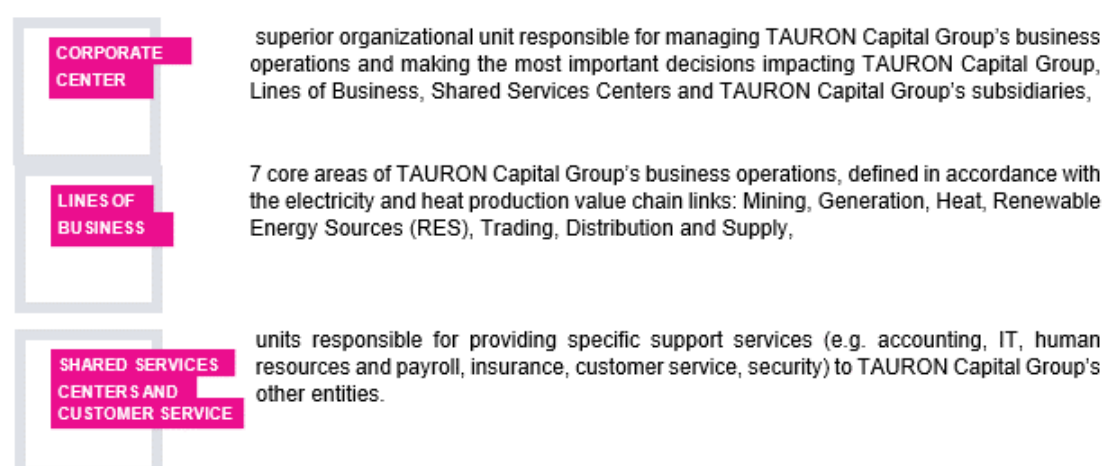 CORPORATE
CENTER
superior organizational unit responsible for managing TAURON Capital Group's business
operations and making the most important decisions impacting TAURON Capital Group,
Lines of Business, Shared Services Centers and TAURON Capital Group's subsidiaries,
LINES OF
BUSINESS
7 core areas of TAURON Capital Group's business operations, defined in accordance with
the electricity and heat production value chain links: Mining, Generation, Heat, Renewable
Energy Sources (RES), Trading, Distribution and Supply,
SHARED SERVICES
CENTERS AND
CUSTOMER SERVICE
units responsible for providing specific support services (e.g. accounting, IT, human
resources and payroll, insurance, customer service, security) to TAURON Capital Group's
other entities.